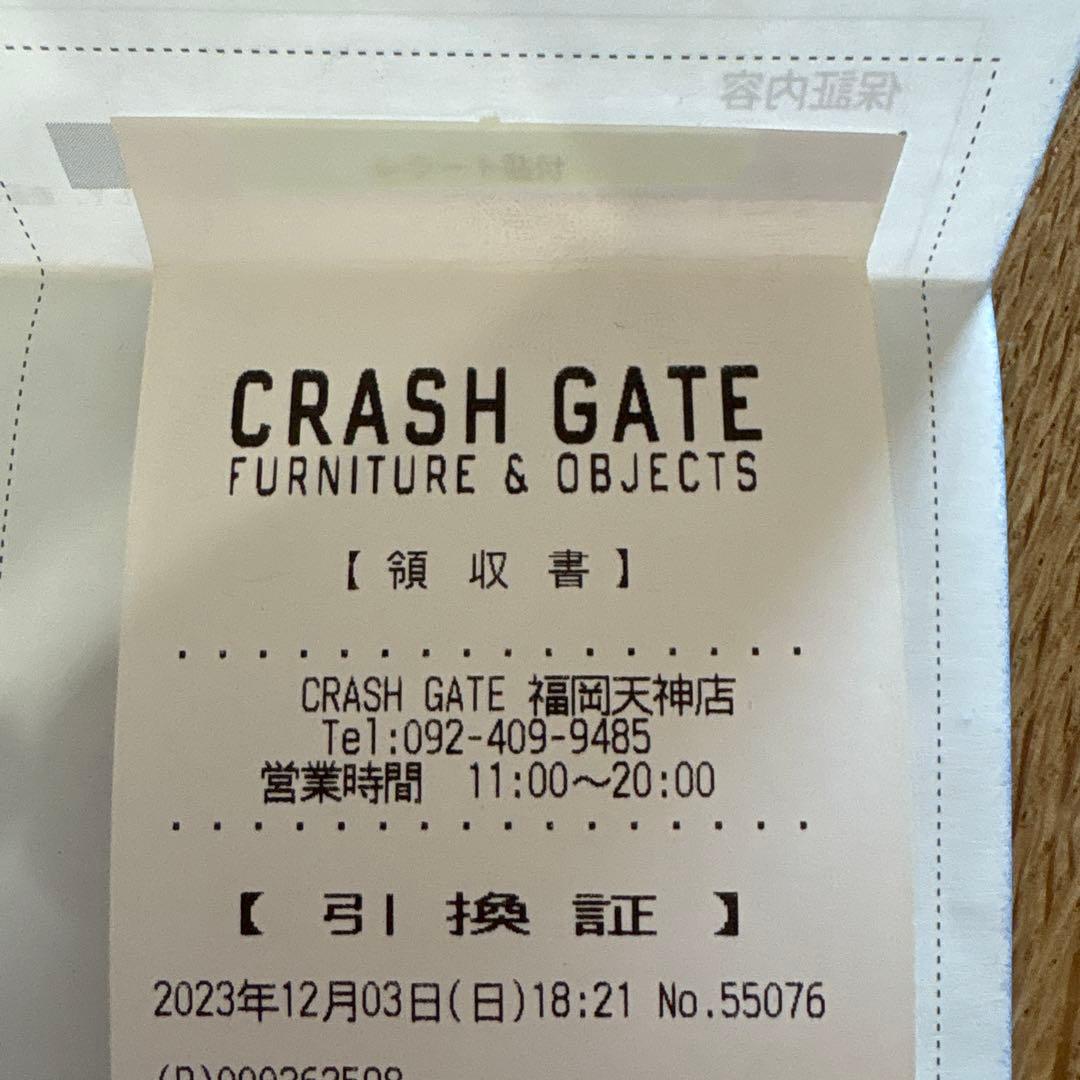 保証内容
CRASH GATE
FURNITURE & OBJECTS
【 領 収 書 】
CRASH GATE 福岡天神店
Tel:092-409-9485
営業時間 11:00～20:00
【 引 換 証 】
2023年12月03日(日)18:21 No.55076